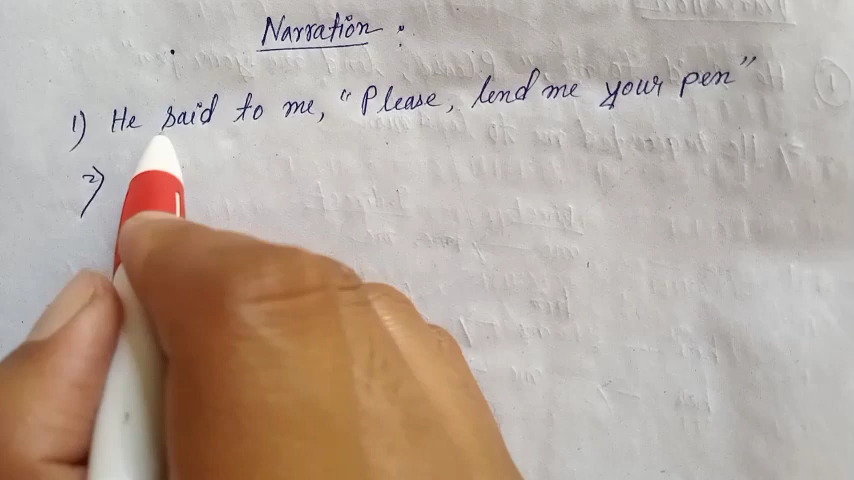 Narration :
1) He said to me, "Please, lend me your pen"
2)